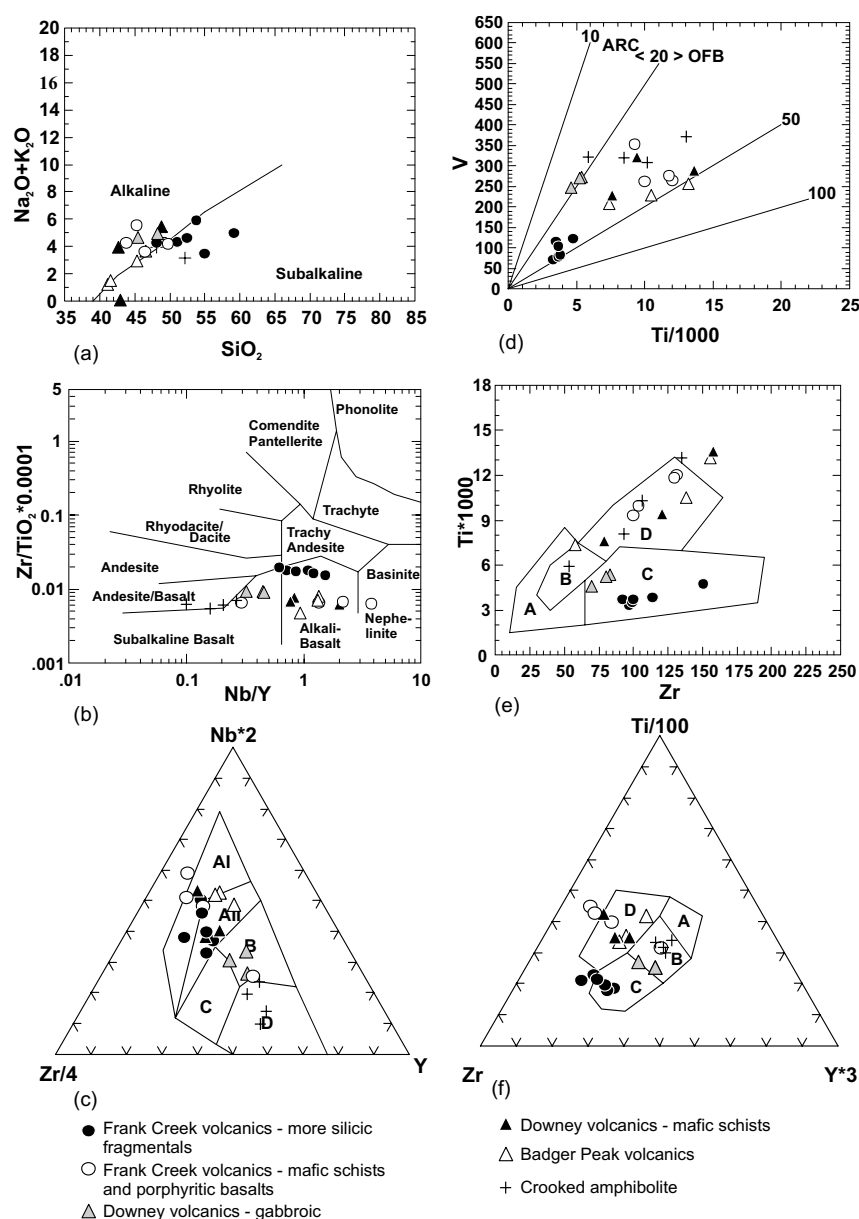 Na₂O+K₂O
20
18
16
14
12
10
8
6
4
2
0
Alkaline
Subalkaline
35 40 45 50 55 60 65 70 75 80 85
SiO₂
(a)
V
650
600
550
500
450
400
350
300
250
200
150
100
50
0
10
ARC
< 20 > OFB
50
100
0 5 10 15 20 25
Ti/1000
(d)
Zr/TiO₂*0.0001
5
1
0.1
0.01
.001
Phonolite
Comendite
Pantellerite
Rhyolite
Trachyte
Rhyodacite/
Dacite
Trachy
Andesite
Andesite
Basinite
Andesite/Basalt
Subalkaline Basalt
Alkali-
Basalt
Nephe-
linite
.01 0.1 1 10
Nb/Y
(b)
Ti*1000
18
15
12
9
6
3
0
D
B
C
A
0 25 50 75 100 125 150 175 200 225 250
Zr
(e)
Nb*2
AI
AII
B
C
D
Zr/4
Y
(c)
Ti/100
D
A
B
C
Zr
Y*3
(f)
Frank Creek volcanics - more silicic
fragmentals
Frank Creek volcanics - mafic schists
and porphyritic basalts
Downey volcanics - gabbroic
Downey volcanics - mafic schists
Badger Peak volcanics
Crooked amphibolite